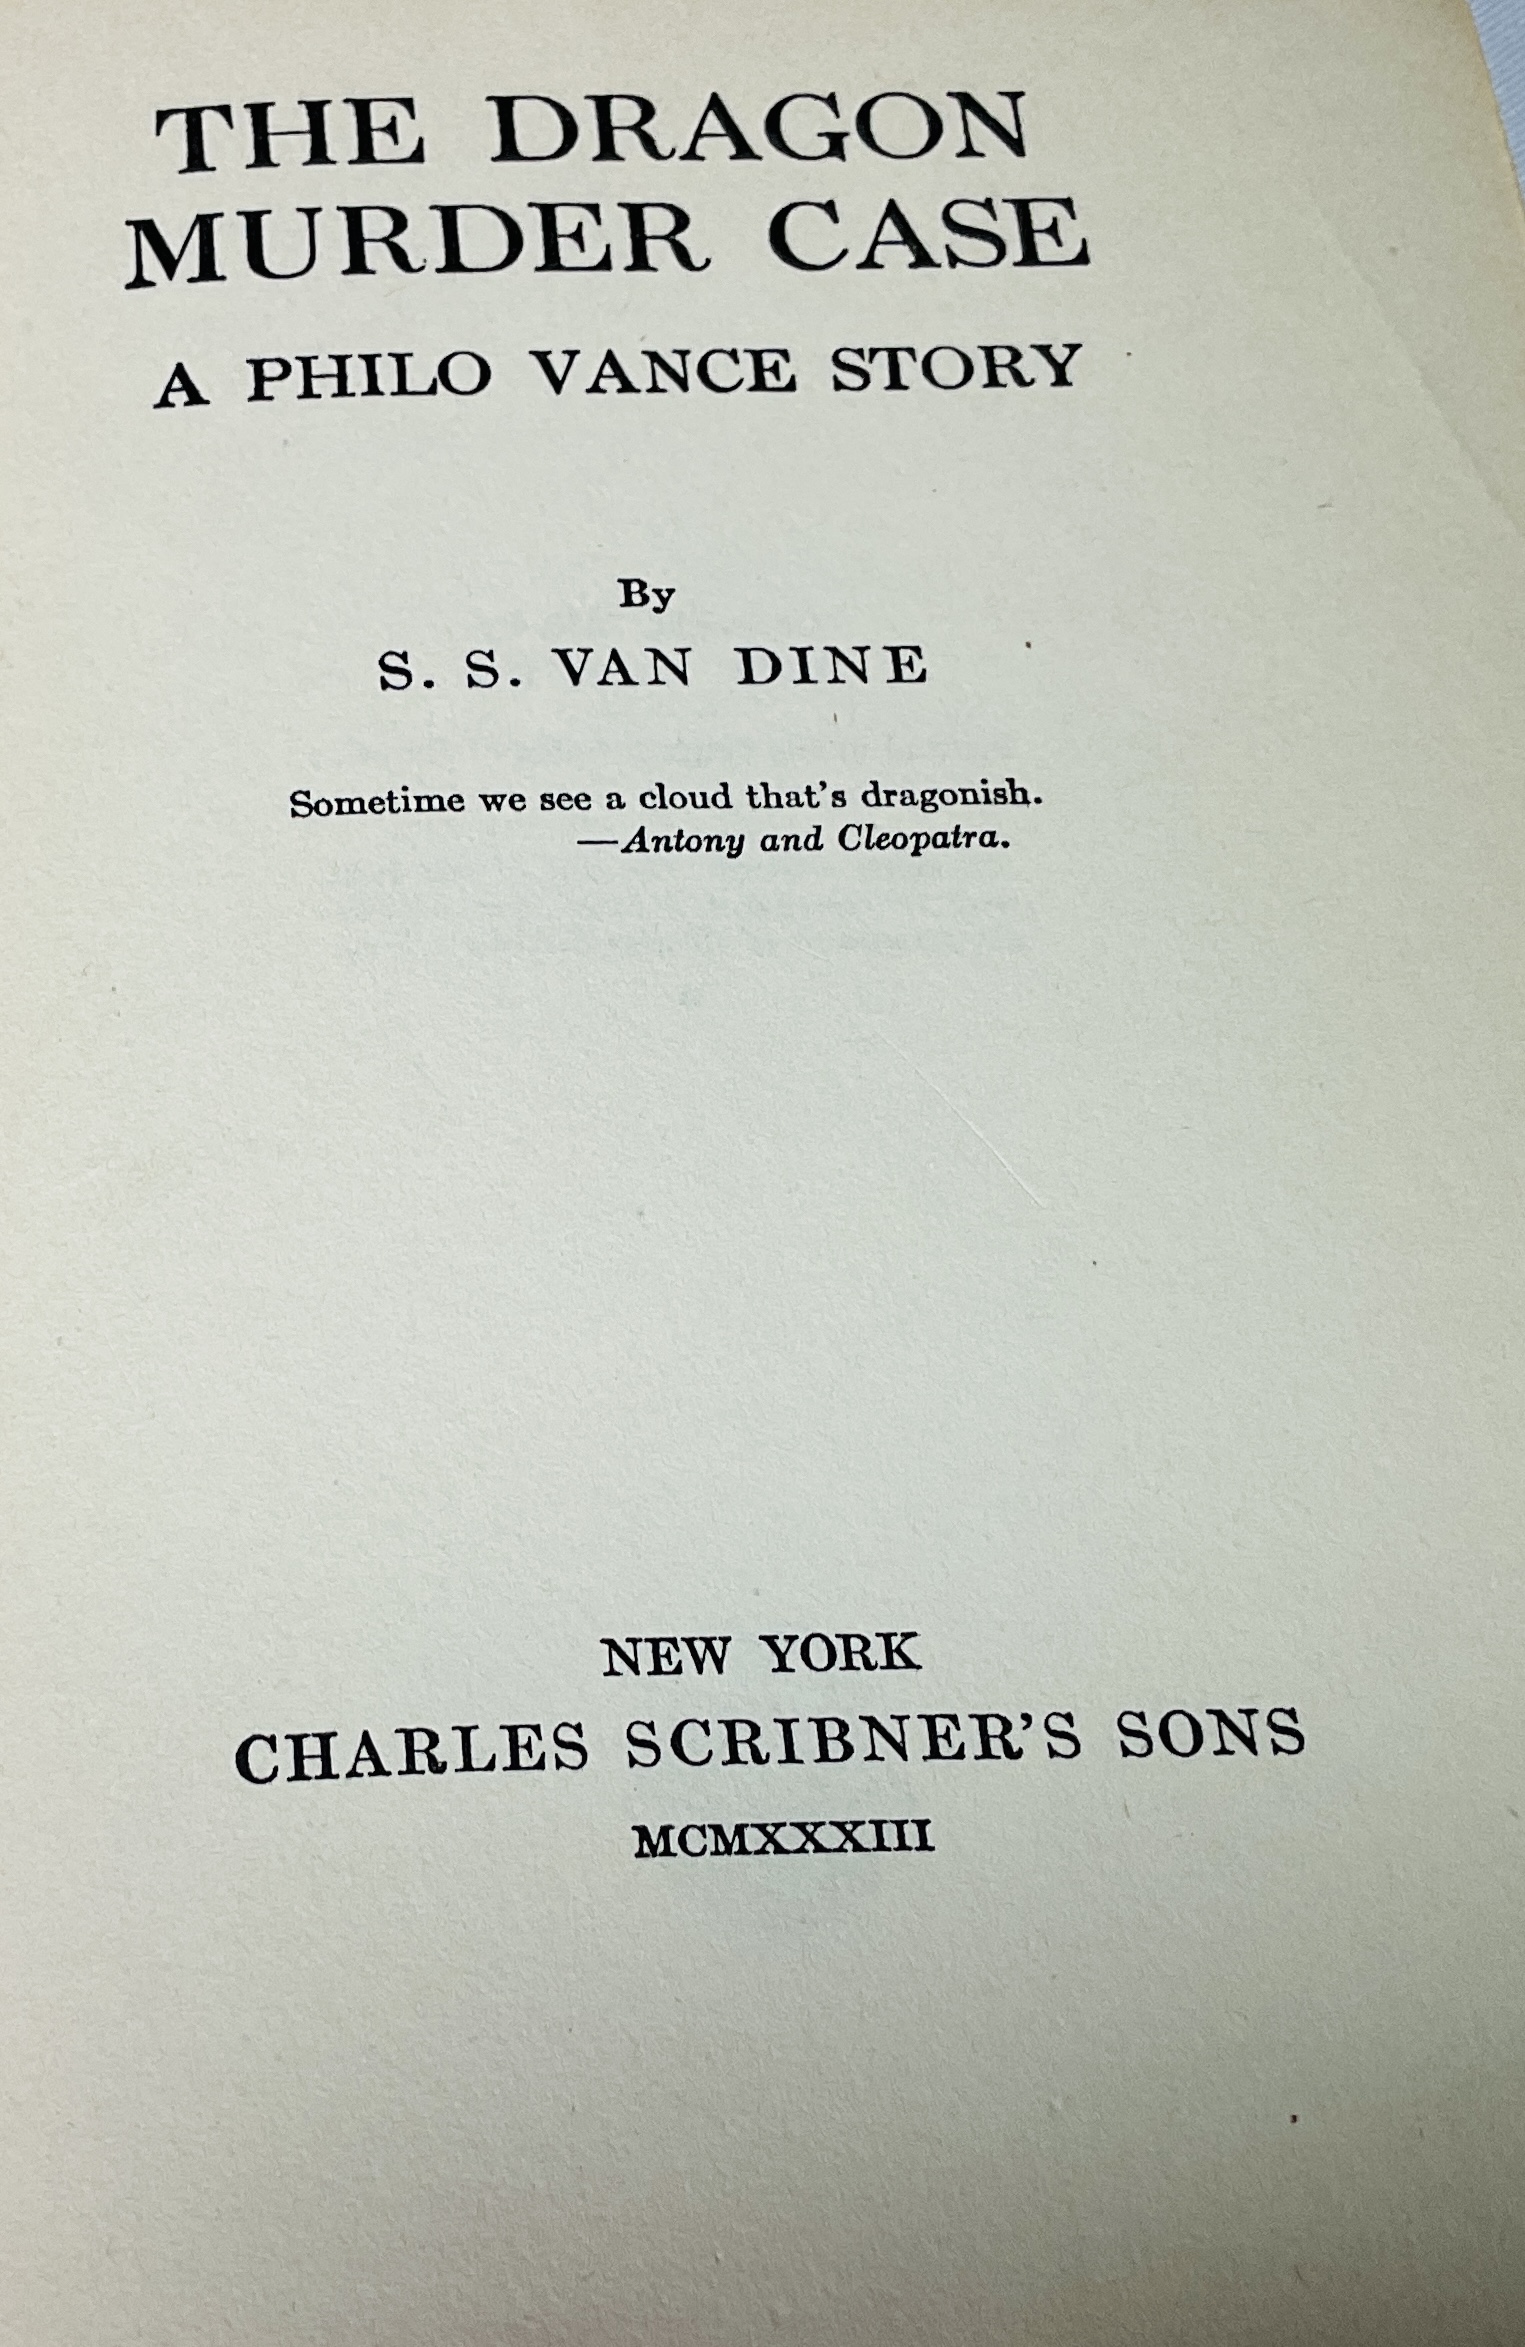 THE DRAGON
MURDER CASE
A PHILO VANCE STORY
By
S. S. VAN DINE
Sometime we see a cloud that's dragonish.
—Antony and Cleopatra.
NEW YORK
CHARLES SCRIBNER'S SONS
MCMXXXIII